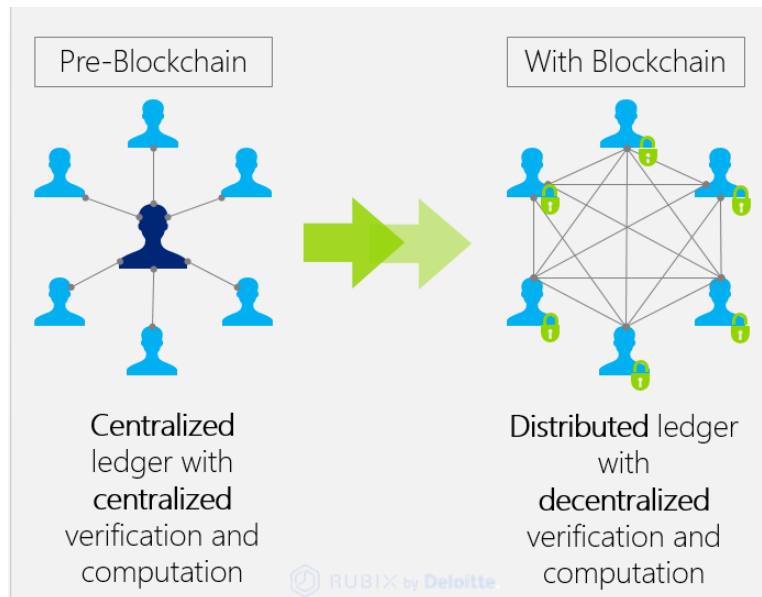 Pre-Blockchain
With Blockchain
Centralized
ledger with
centralized
verification and
computation
Distributed ledger
with
decentralized
verification and
computation
RUBIX by Deloitte.